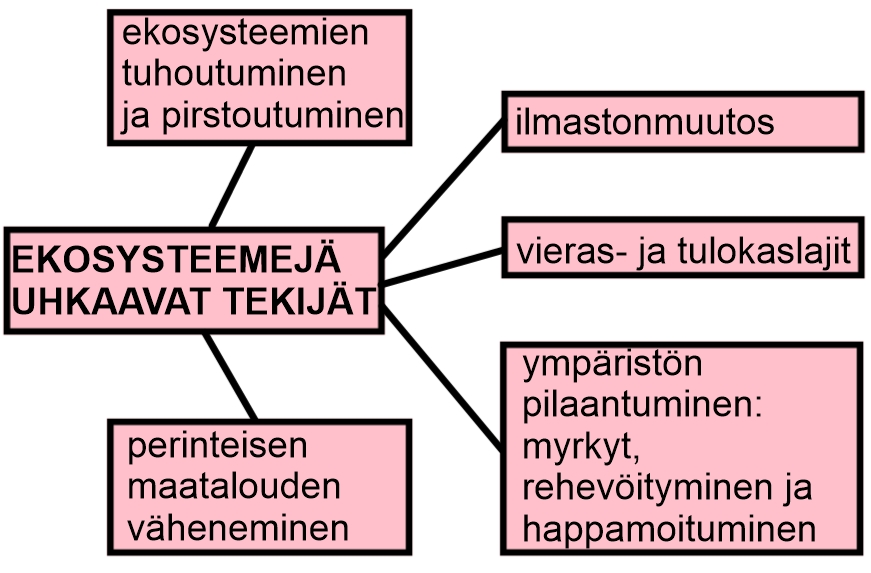 ekosysteemien
tuhoutuminen
ja pirstoutuminen
ilmastonmuutos
EKOSYSTEEMEJÄ
UHKAAVAT TEKIJÄT
vieras- ja tulokaslajit
perinteisen
maatalouden
väheneminen
ympäristön
pilaantuminen:
myrkyt,
rehevöityminen ja
happamoituminen